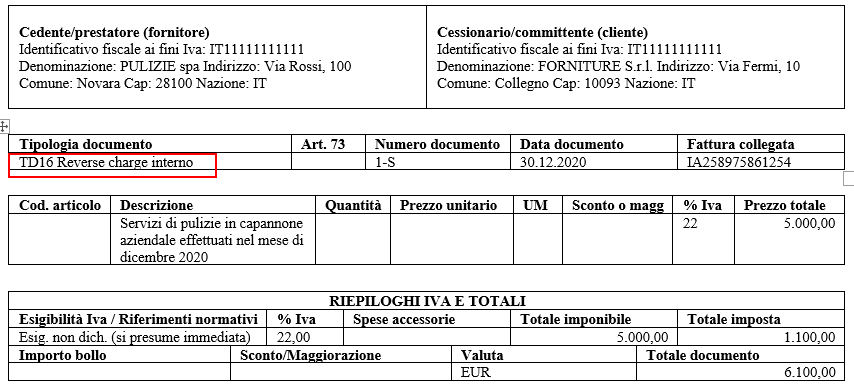 Cedente/prestatore (fornitore)
Identificativo fiscale ai fini Iva: IT11111111111
Denominazione: PULIZIE spa Indirizzo: Via Rossi, 100
Comune: Novara Cap: 28100 Nazione: IT
Cessionario/committente (cliente)
Identificativo fiscale ai fini Iva: IT11111111111
Denominazione: FORNITURE S.r.l. Indirizzo: Via Fermi, 10
Comune: Collegno Cap: 10093 Nazione: IT
Tipologia documento Art. 73 Numero documento Data documento Fattura collegata
TD16 Reverse charge interno 1-S 30.12.2020 IA258975861254
Cod. articolo Descrizione Quantità Prezzo unitario UM Sconto o magg % Iva Prezzo totale
Servizi di pulizie in capannone 22 5.000,00
aziendale effettuati nel mese di
dicembre 2020
RIEPILOGHI IVA E TOTALI
Esigibilità Iva / Riferimenti normativi % Iva Spese accessorie Totale imponibile Totale imposta
Esig. non dich. (si presume immediata) 22,00 5.000,00 1.100,00
Importo bollo Sconto/Maggiorazione Valuta Totale documento
EUR 6.100,00